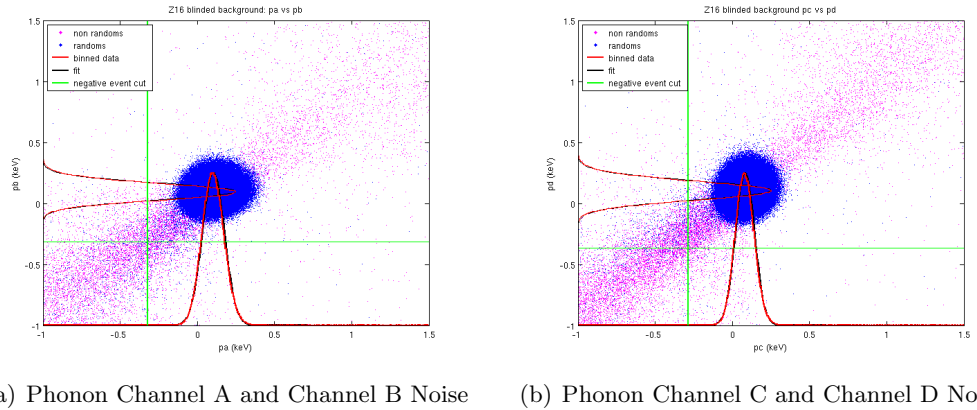 Z16 blinded background: pa vs pb
non randoms
randoms
binned data
fit
negative event cut
1.5
1
0.5
0
-0.5
-1
pb (keV)
-1
-0.5
0
0.5
1
1.5
pa (keV)
Z16 blinded background pc vs pd
non randoms
randoms
binned data
fit
negative event cut
1.5
1
0.5
0
-0.5
-1
pd (keV)
-1
-0.5
0
0.5
1
1.5
pc (keV)
a) Phonon Channel A and Channel B Noise
(b) Phonon Channel C and Channel D No